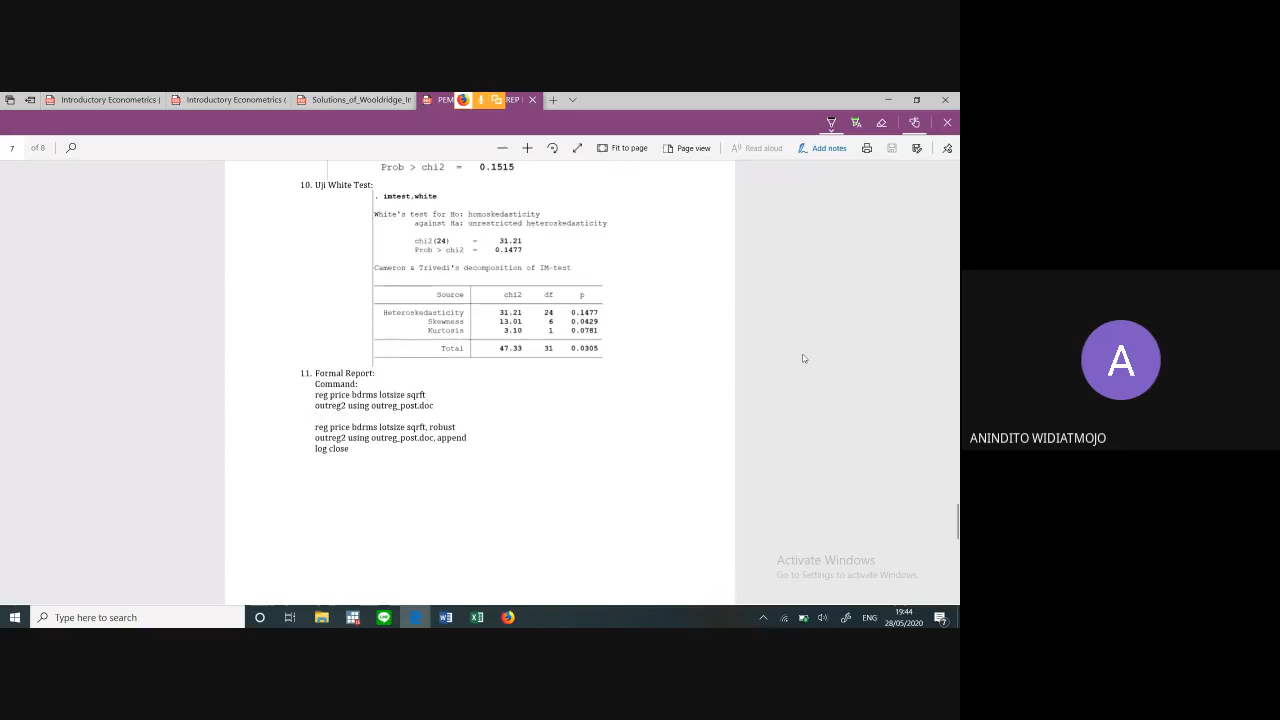 Introductory Econometrics (
Introductory Econometrics (
Solutions_of_Wooldridge_In
PEM
REP
7 of 8
Fit to page
Page view
Read aloud
Add notes
Prob > chi2 = 0.1515
10. Uji White Test:
. imtest,white
White's test for Ho: homoskedasticity
against Ha: unrestricted heteroskedasticity
chi2(24) = 31.21
Prob > chi2 = 0.1477
Cameron & Trivedi's decomposition of IM-test
Source chi2 df p
Heteroskedasticity 31.21 24 0.1477
Skewness 13.01 6 0.0429
Kurtosis 3.10 1 0.0781
Total 47.33 31 0.0305
11. Formal Report:
Command:
reg price bdrms lotsize sqrft
outreg2 using outreg_post.doc
reg price bdrms lotsize sqrft, robust
outreg2 using outreg_post.doc, append
log close
A
ANINDITO WIDIATMOJO
Activate Windows
Go to Settings to activate Windows.
Type here to search
ENG
19:44
28/05/2020